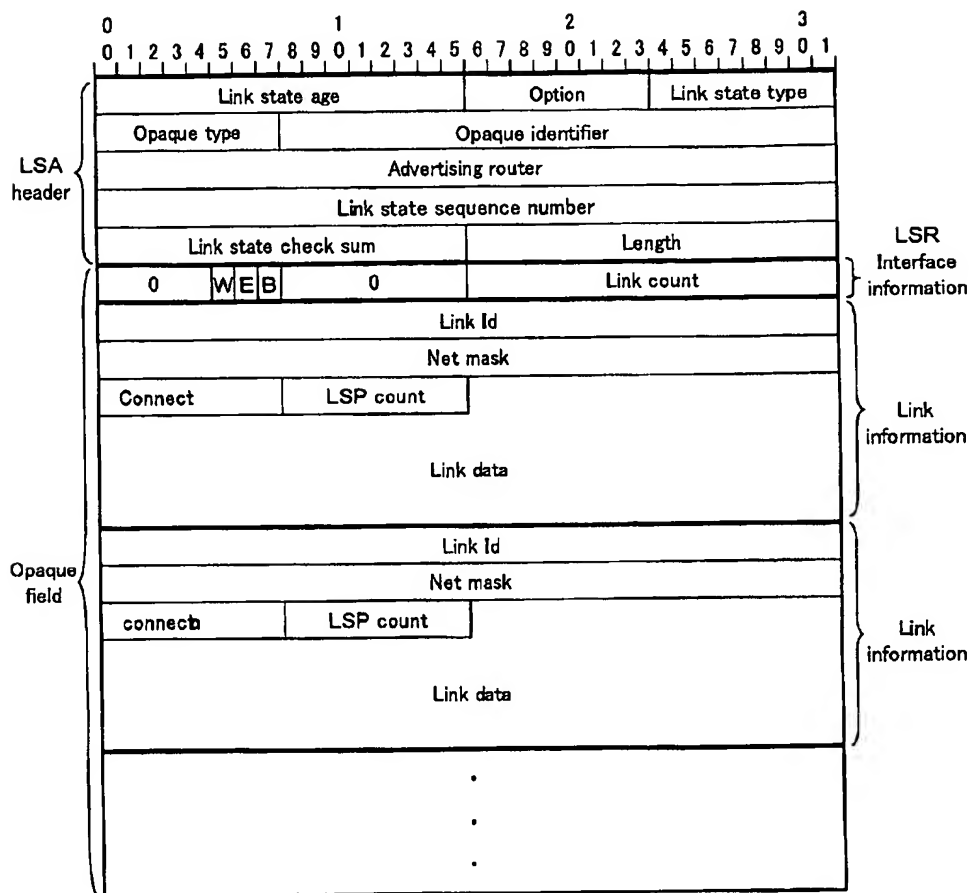 0 1 2 3
0 1 2 3 4 5 6 7 8 9 0 1 2 3 4 5 6 7 8 9 0 1 2 3 4 5 6 7 8 9 0 1
Link state age Option Link state type
Opaque type Opaque identifier
LSA header
Advertising router
Link state sequence number
Link state check sum Length
LSR Interface information
0 W E B 0 Link count
Link Id
Net mask
Connect LSP count
Link information
Link data
Link Id
Opaque field
Net mask
connectn LSP count
Link information
Link data